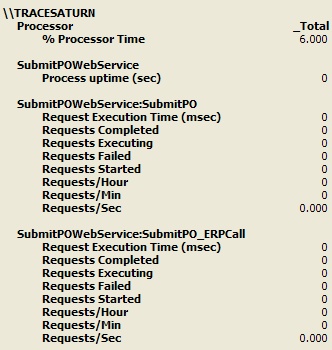 \\TRACESATURN
Processor _Total
% Processor Time 6.000
SubmitPOWebService
Process uptime (sec) 0
SubmitPOWebService:SubmitPO
Request Execution Time (msec) 0
Requests Completed 0
Requests Executing 0
Requests Failed 0
Requests Started 0
Requests/Hour 0
Requests/Min 0
Requests/Sec 0.000
SubmitPOWebService:SubmitPO_ERPCall
Request Execution Time (msec) 0
Requests Completed 0
Requests Executing 0
Requests Failed 0
Requests Started 0
Requests/Hour 0
Requests/Min 0
Requests/Sec 0.000